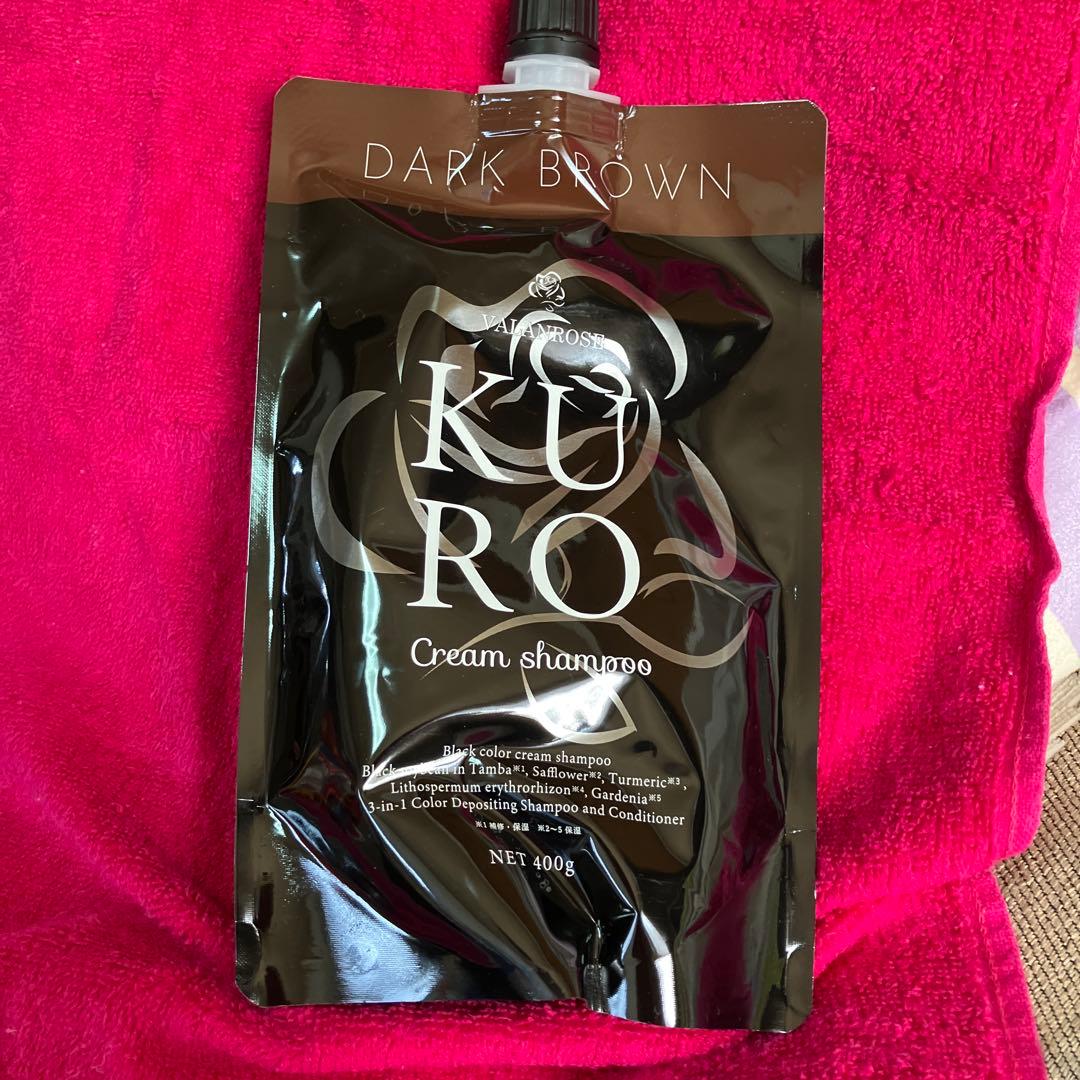 DARK BROWN
VALANROSE
KU
RO
Cream shampoo
Black color cream shampoo
Black soybean in Tamba※1, Safflower※2, Turmeric※3,
Lithospermum erythrorhizon※4, Gardenia※5
3-in-1 Color Depositing Shampoo and Conditioner
※1 補修・保湿 ※2〜5 保湿
NET 400g